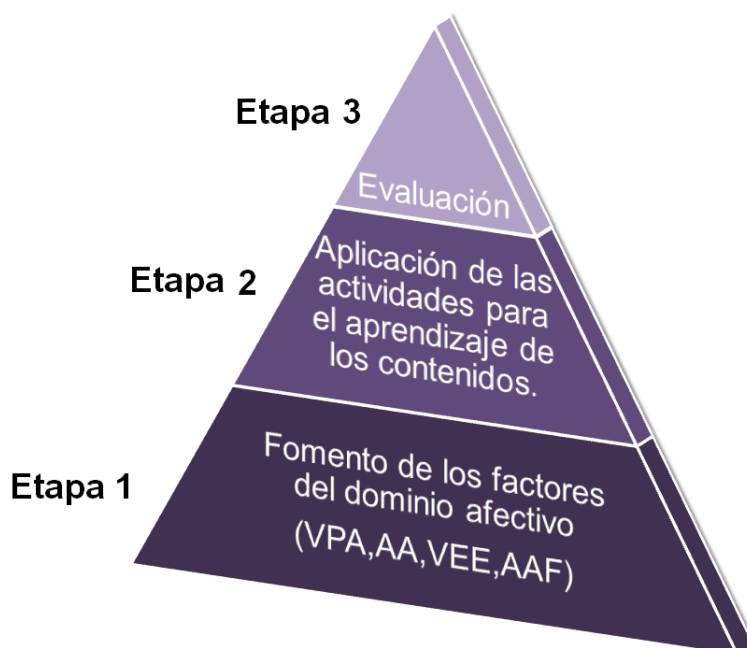 Etapa 3
Evaluación
Etapa 2
Aplicación de las
actividades para
el aprendizaje de
los contenidos.
Etapa 1
Fomento de los factores
del dominio afectivo
(VPA,AA,VEE,AAF)